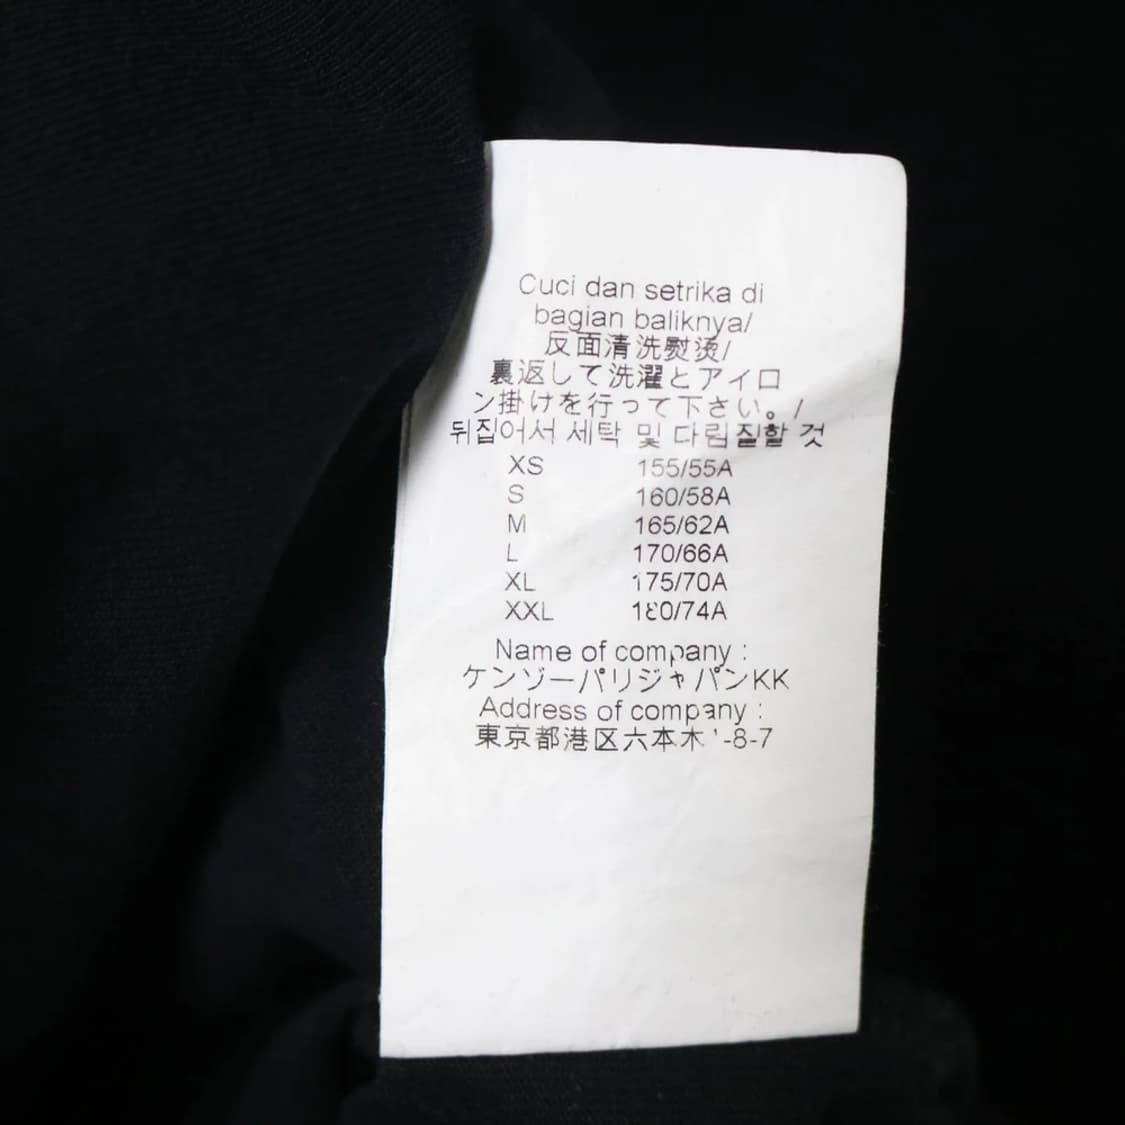 Cuci dan setrika di
bagian baliknya/
反面清洗熨烫/
裏返して洗濯とアイロ
ン掛けを行って下さい。/
뒤집어서 세탁 및 다림질할 것
XS 155/55A
S 160/58A
M 165/62A
L 170/66A
XL 175/70A
XXL 180/74A
Name of company :
ケンゾーパリジャパンKK
Address of company :
東京都港区六本木 -8-7